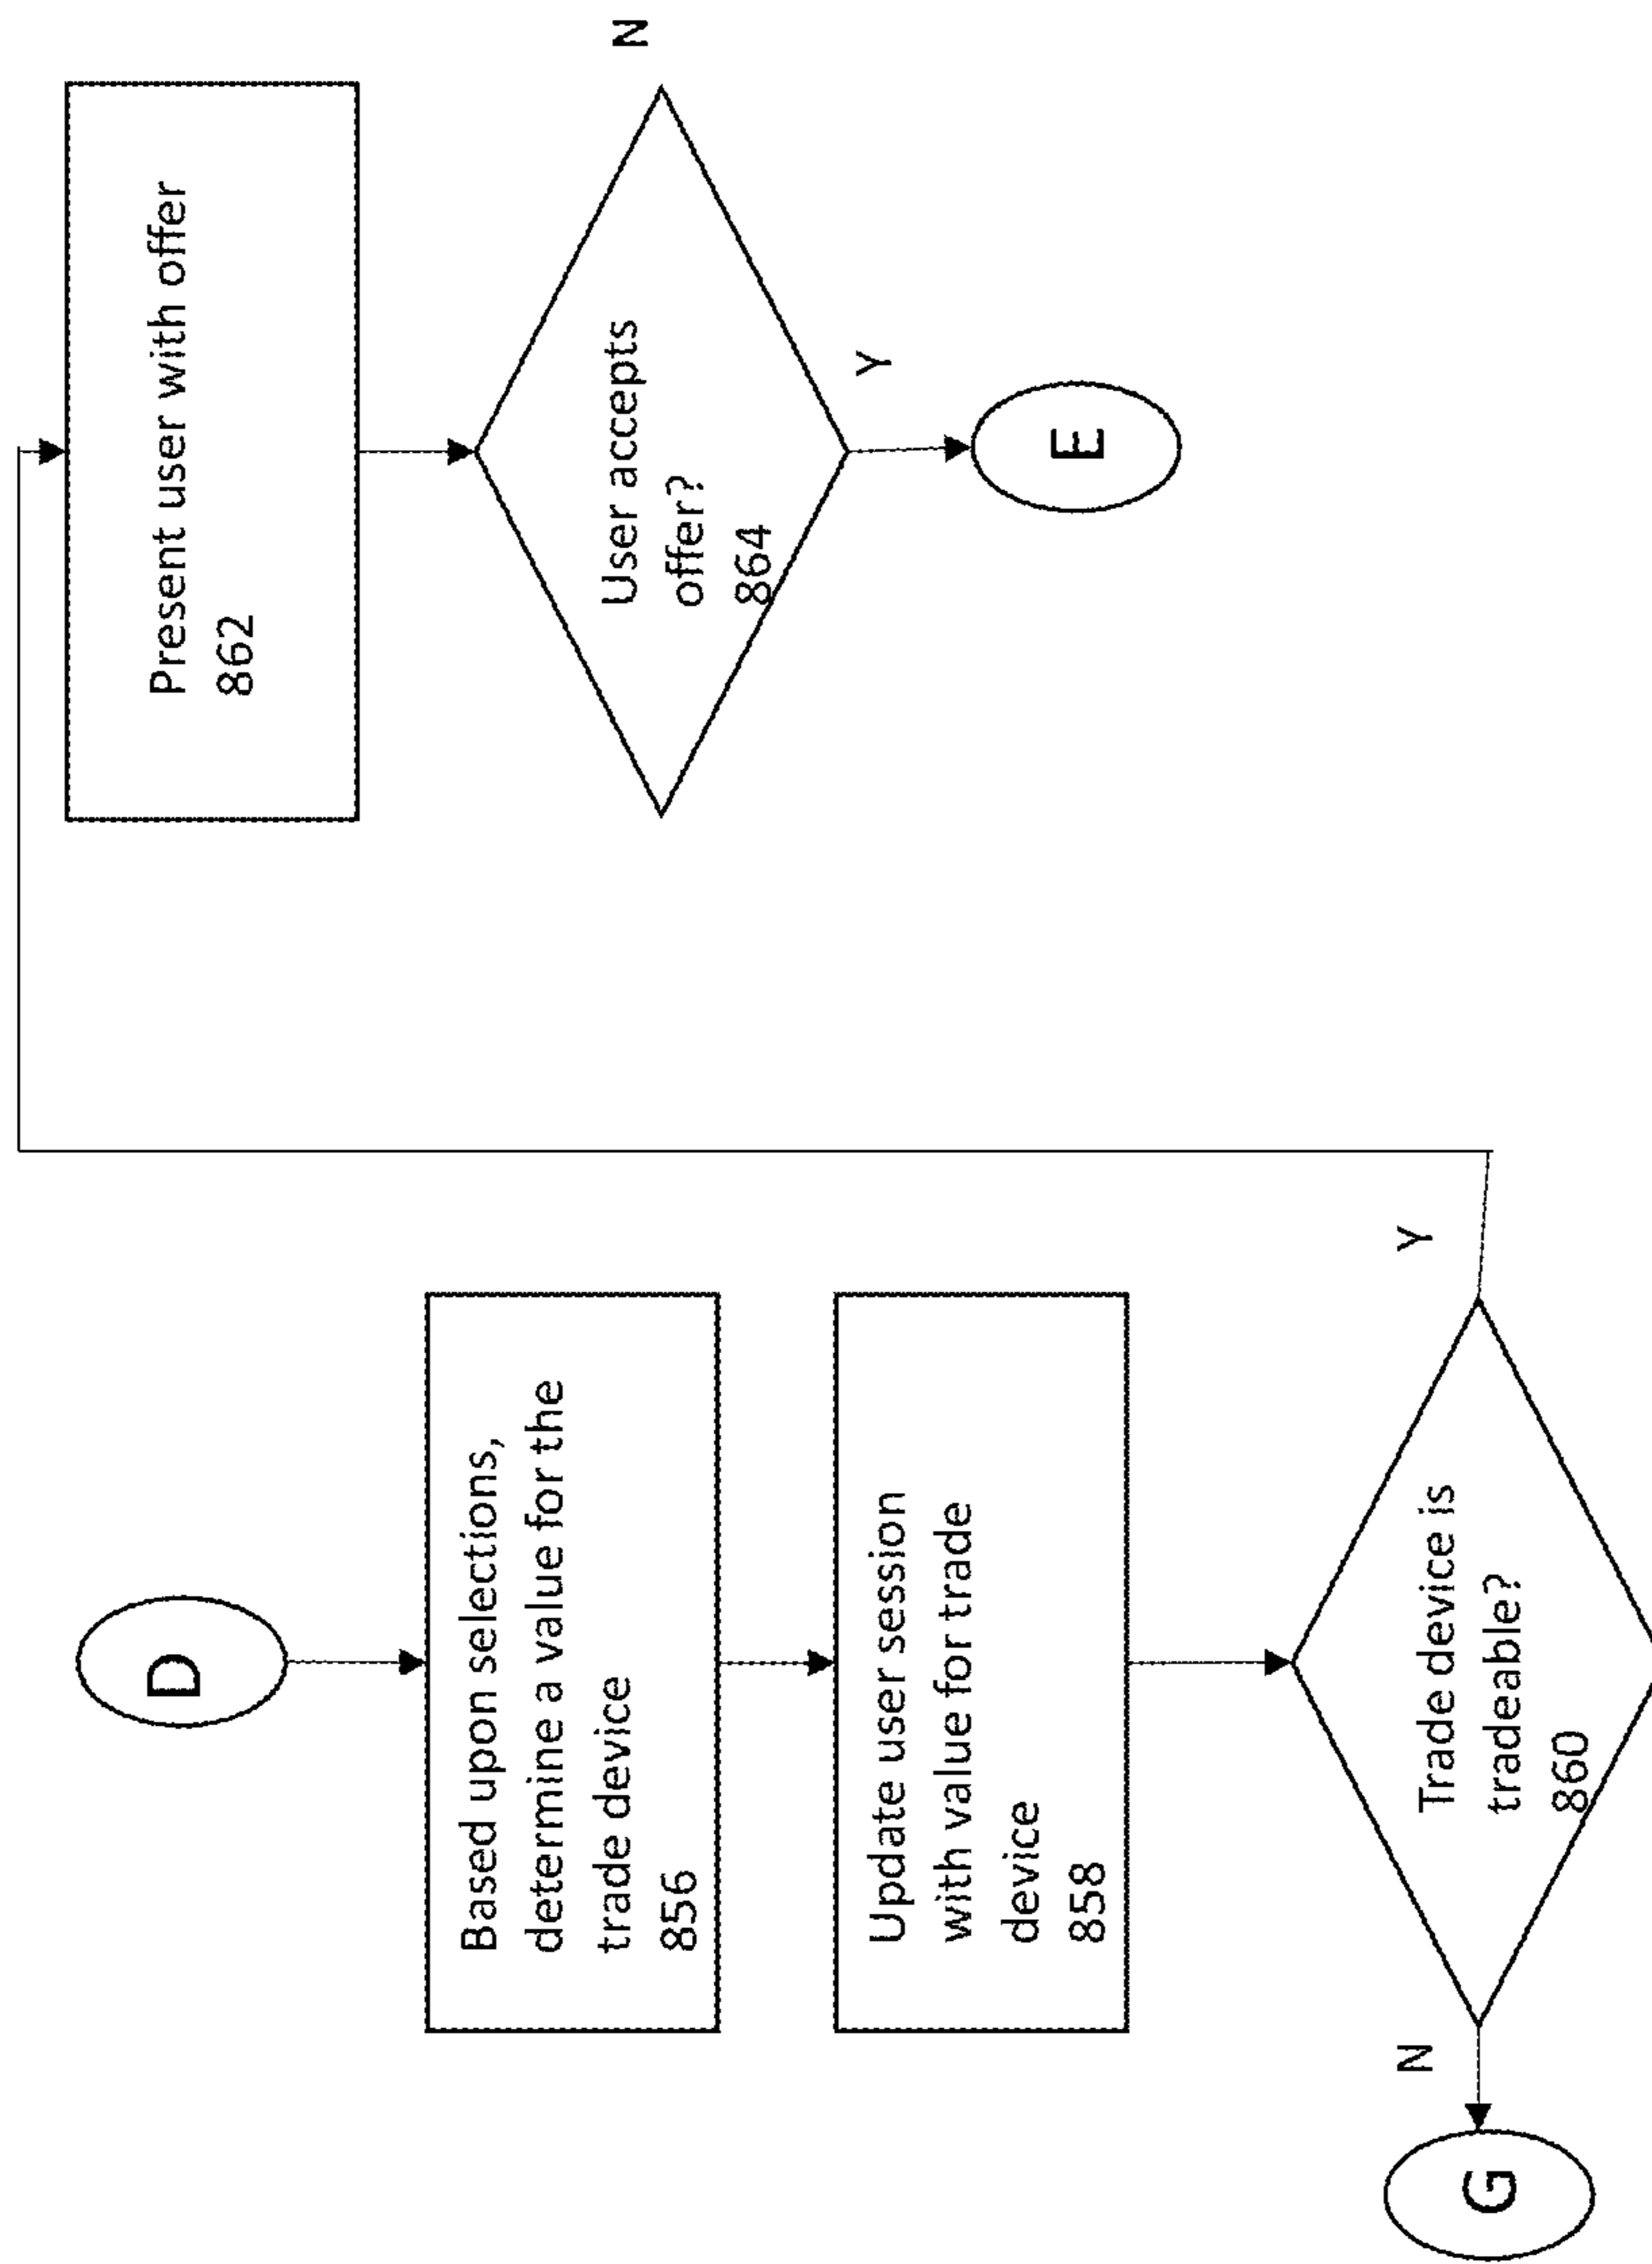 D
Based upon selections,
determine a value for the
trade device
856
Update user session
with value for trade
device
858
Trade device is
tradeable?
860
N
G
Y
Present user with offer
862
User accepts
offer?
864
N
Y
E